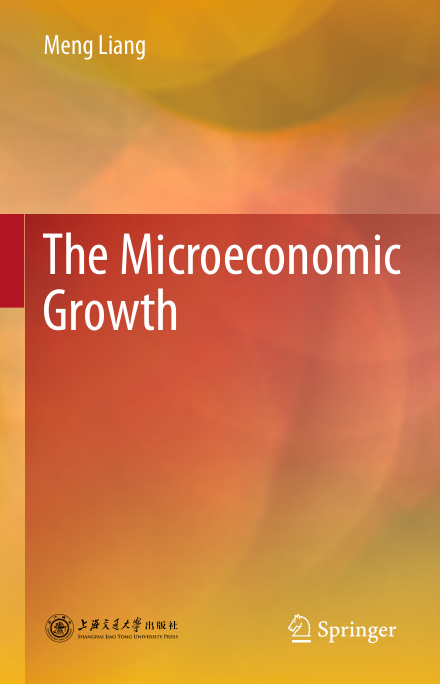 Meng Liang
The Microeconomic
Growth
上海交通大学出版社
SHANGHAI JIAO TONG UNIVERSITY PRESS
Springer